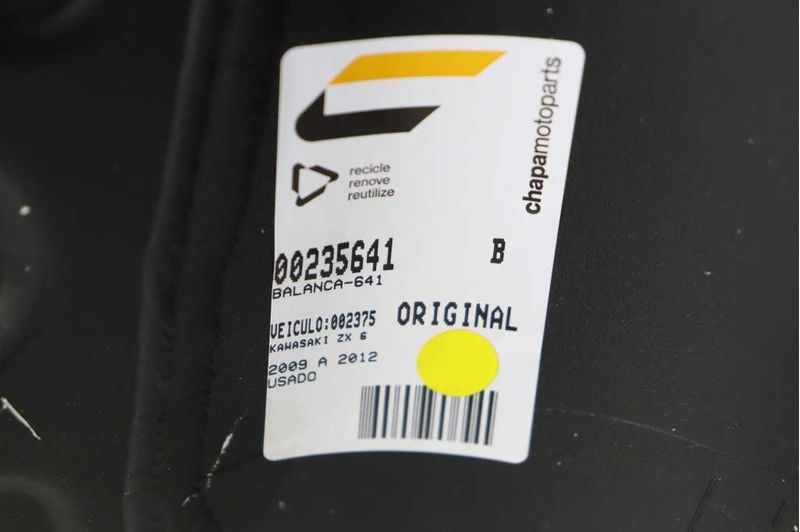 chapamotoparts
recicle
renove
reutilize
00235641 B
BALANCA-641
VEICULO:002375 ORIGINAL
KAWASAKI ZX 6
2009 A 2012
USADO